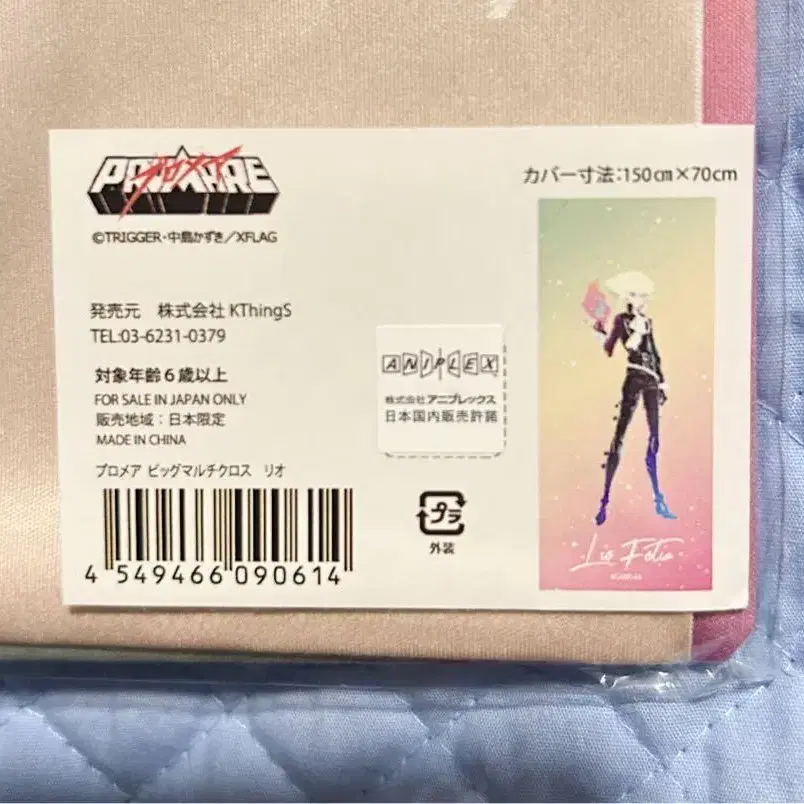 PROMARE
プロメア
©TRIGGER・中島かずき/XFLAG
カバー寸法:150㎝×70cm
発売元 株式会社 KThingS
TEL:03-6231-0379
対象年齢6歳以上
FOR SALE IN JAPAN ONLY
販売地域:日本限定
MADE IN CHINA
ANIPLEX
株式会社 アニプレックス
日本国内販売許諾
プロメア ビッグマルチクロス リオ
4 549466 090614
プラ
外装
Lio Fotia